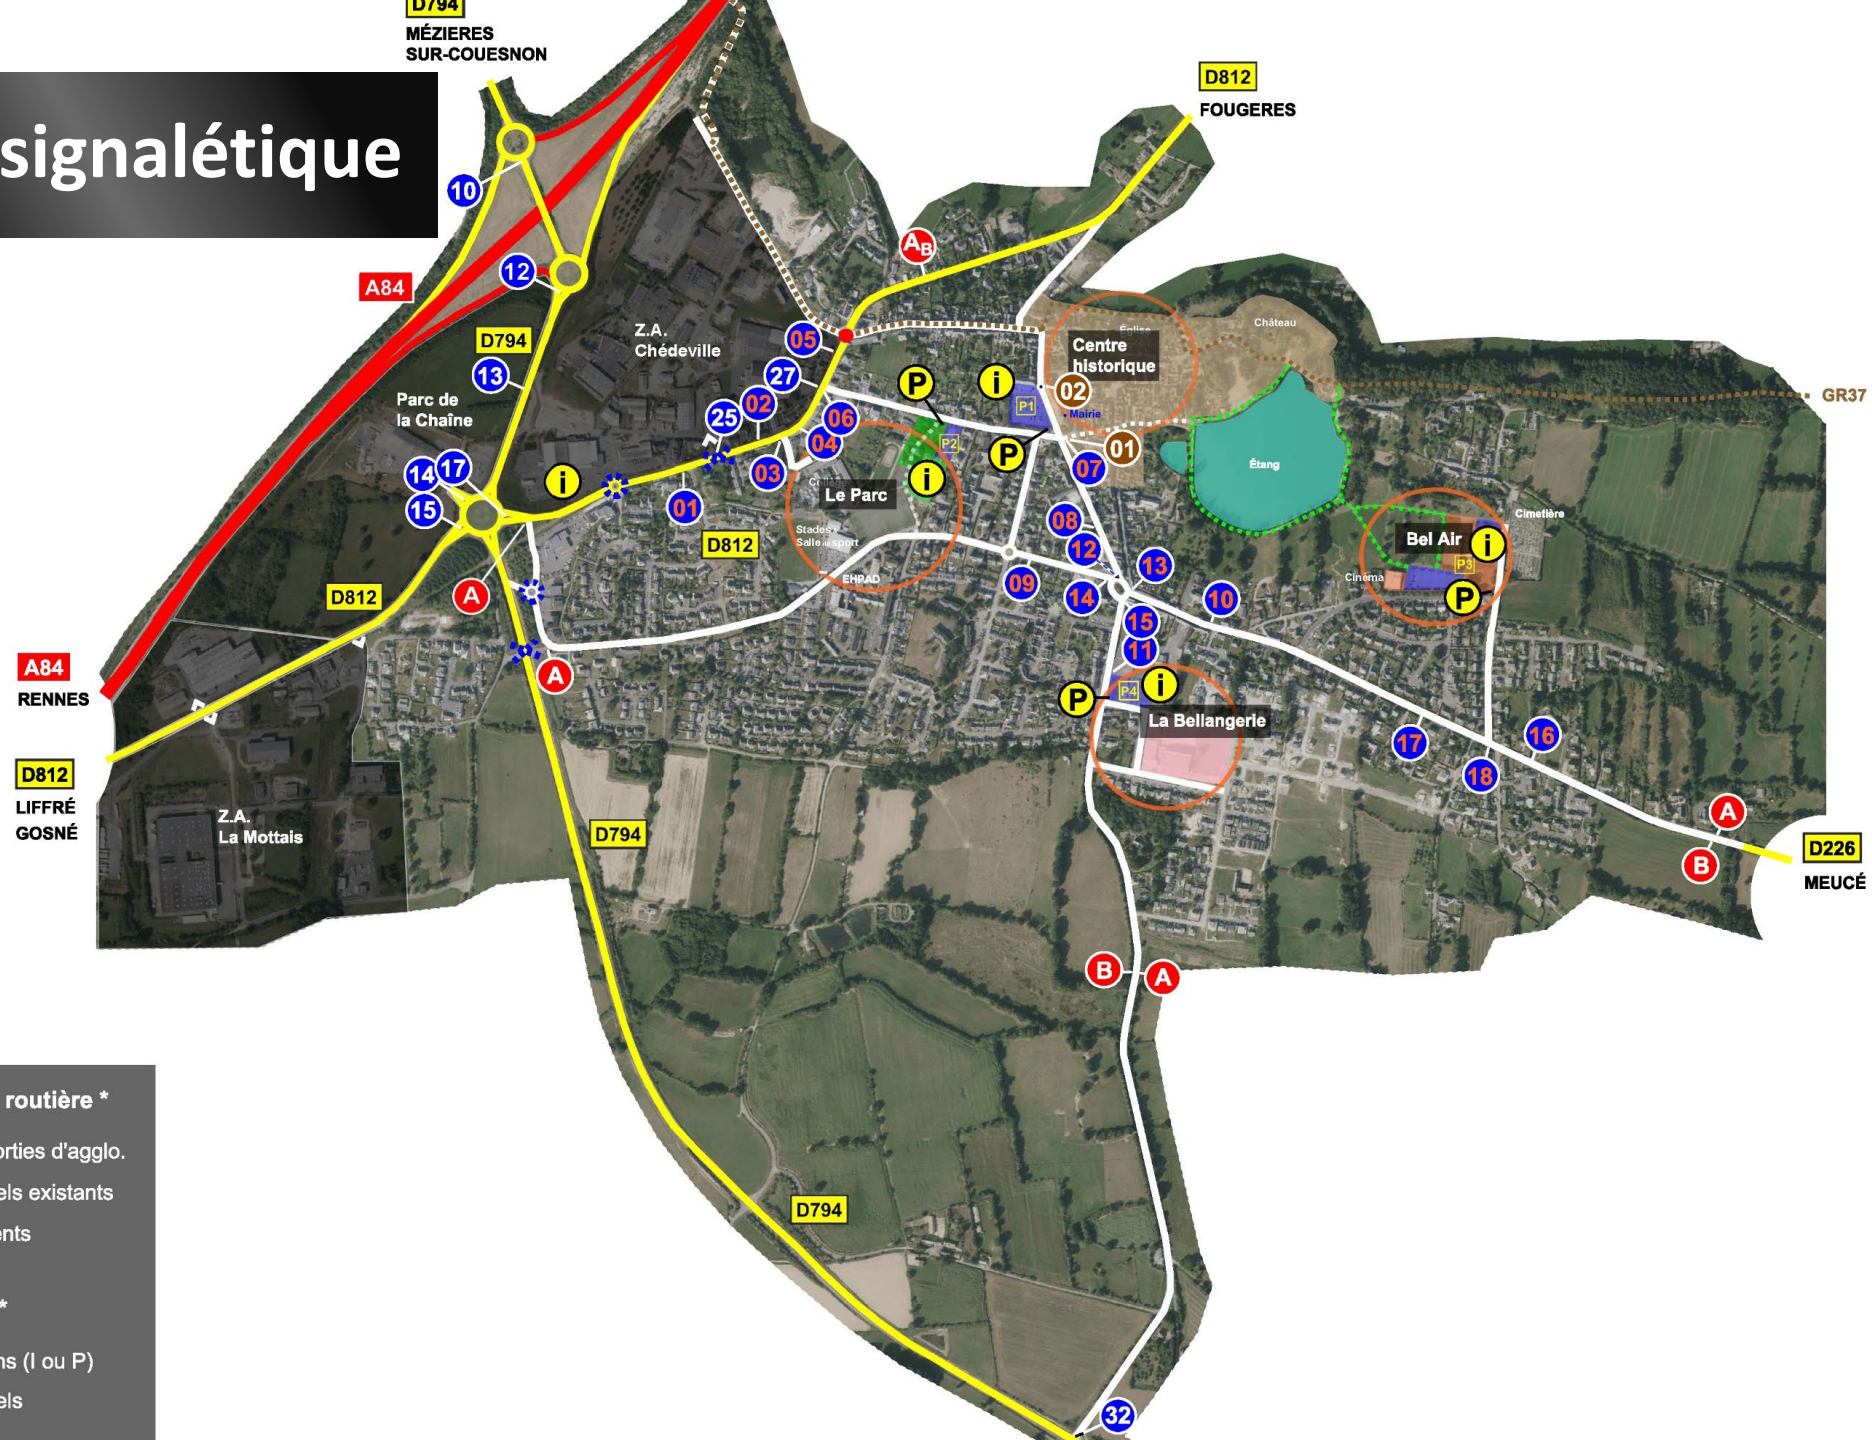 D794
MÉZIERES
SUR-COUESNON
signalétique
D812
FOUGERES
10
AB
12
A84
D794
13
Z.A.
Chédeville
05
27
02
25
06
04
03
01
Parc de
la Chaîne
14
17
15
i
P
i
P1
P2
P
i
Église
Château
Centre
historique
02
Mairie
01
07
GR37
Étang
Le Parc
Stades
Salle de sport
EHPAD
D812
08
12
13
09
14
10
15
11
Bel Air
Cimetière
i
P3
Cinéma
P
A
D812
A
A84
RENNES
D812
LIFFRÉ
GOSNÉ
Z.A.
La Mottais
P
P4
i
La Bellangerie
17
16
18
A
B
D226
MEUCÉ
D794
B
A
D794
32
routière *
orties d'agglo.
els existants
ents
*
ns (I ou P)
els